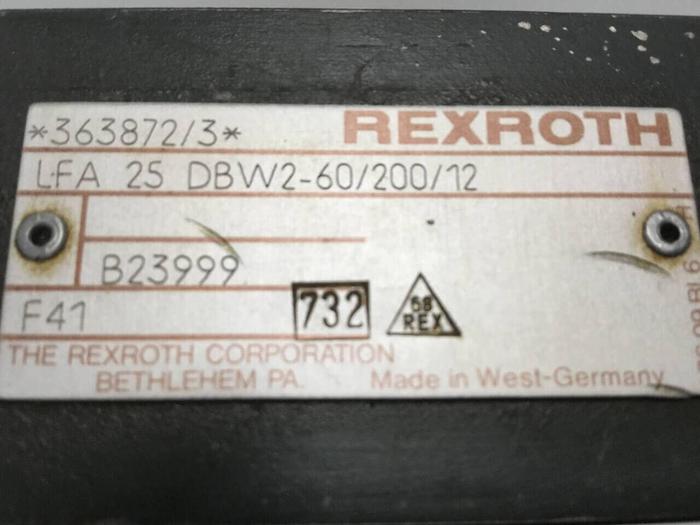 *363872/3* REXROTH
LFA 25 DBW2-60/200/12
B23999
F41
732
68
REX
THE REXROTH CORPORATION
BETHLEHEM PA. Made in West-Germany